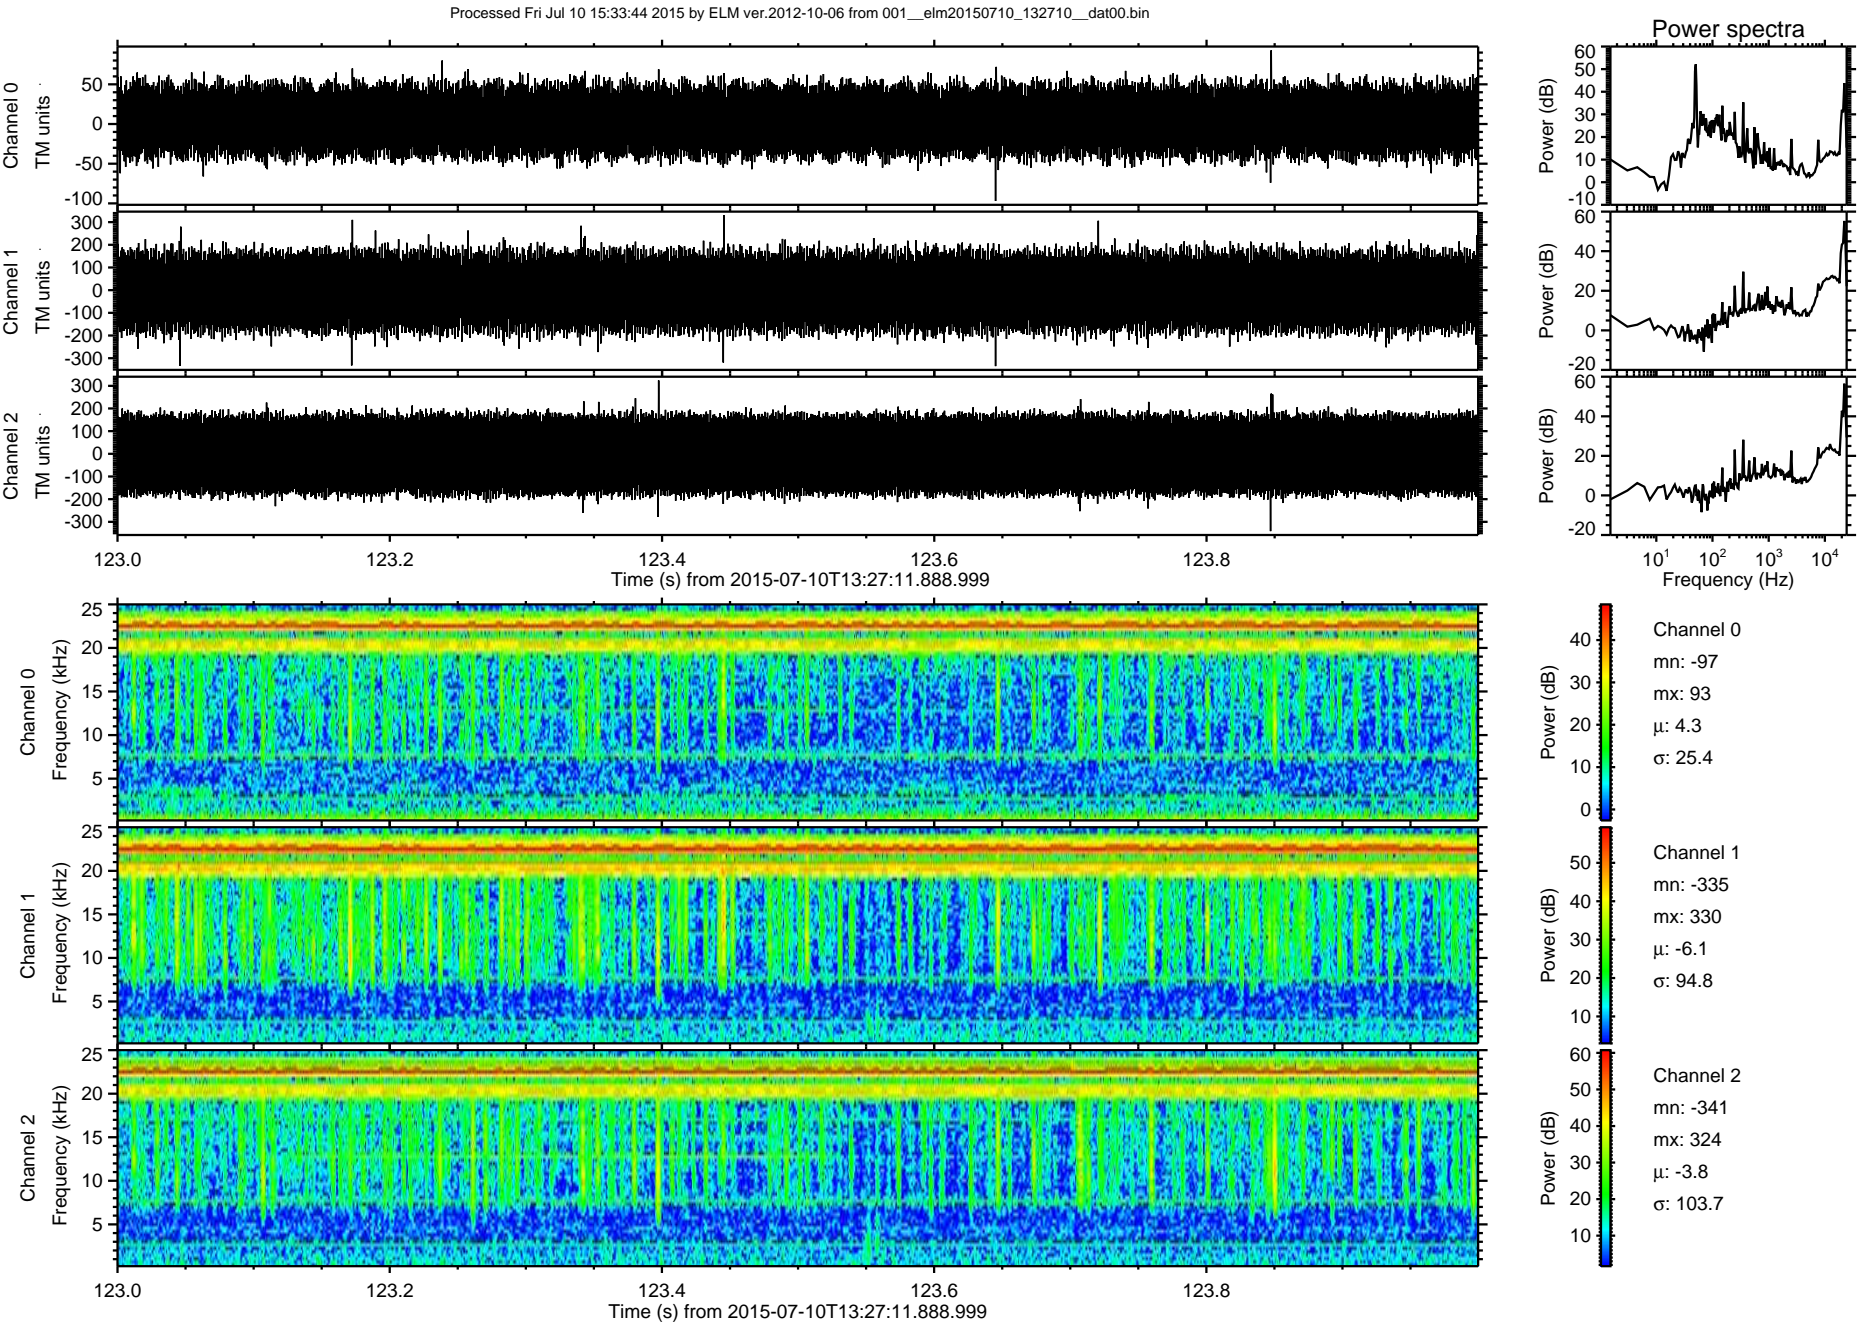 Processed Fri Jul 10 15:33:44 2015 by ELM ver.2012-10-06 from 001__elm20150710_132710__dat00.bin
Power spectra
Channel 0
TM units
50
0
-50
-100
Power (dB)
60
50
40
30
20
10
0
-10
Channel 1
TM units
300
200
100
0
-100
-200
-300
Power (dB)
60
40
20
0
-20
Channel 2
TM units
300
200
100
0
-100
-200
-300
Power (dB)
60
40
20
0
-20
123.0 123.2 123.4 123.6 123.8
Time (s) from 2015-07-10T13:27:11.888.999
10¹ 10² 10³ 10⁴
Frequency (Hz)
Channel 0
Frequency (kHz)
25
20
15
10
5
Power (dB)
40
30
20
10
0
Channel 0
mn: -97
mx: 93
μ: 4.3
σ: 25.4
Channel 1
Frequency (kHz)
25
20
15
10
5
Power (dB)
50
40
30
20
10
Channel 1
mn: -335
mx: 330
μ: -6.1
σ: 94.8
Channel 2
Frequency (kHz)
25
20
15
10
5
Power (dB)
60
50
40
30
20
10
Channel 2
mn: -341
mx: 324
μ: -3.8
σ: 103.7
123.0 123.2 123.4 123.6 123.8
Time (s) from 2015-07-10T13:27:11.888.999